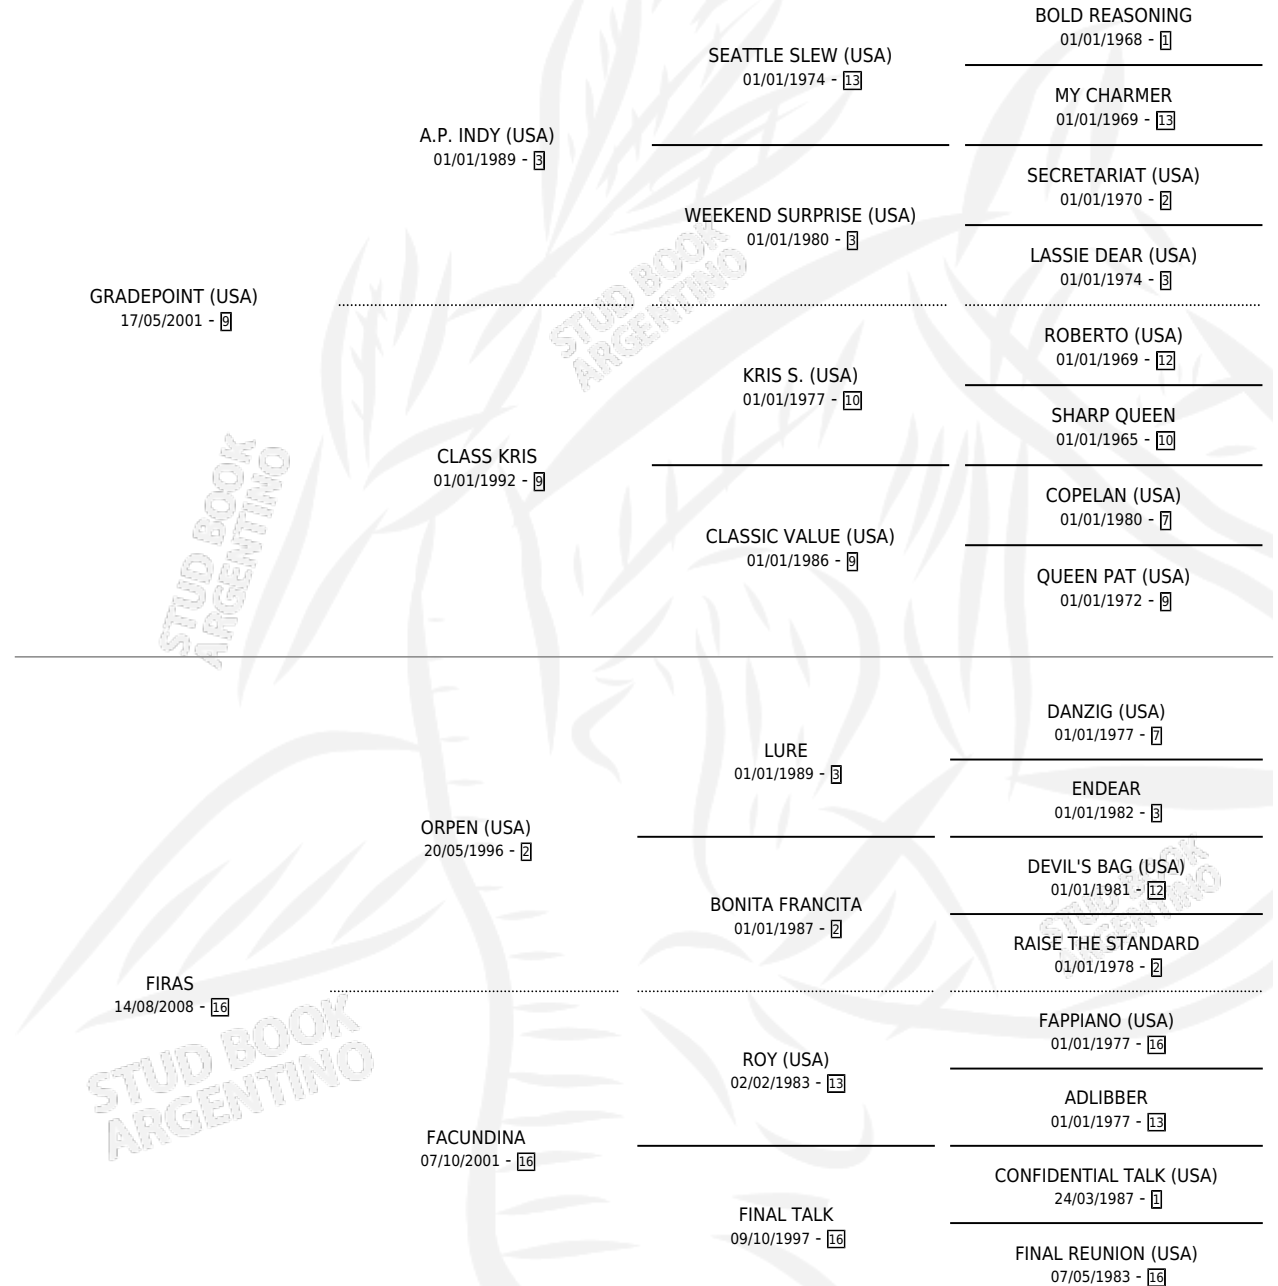 BOLD REASONING
01/01/1968 - 1
SEATTLE SLEW (USA)
01/01/1974 - 13
MY CHARMER
01/01/1969 - 13
A.P. INDY (USA)
01/01/1989 - 3
SECRETARIAT (USA)
01/01/1970 - 2
WEEKEND SURPRISE (USA)
01/01/1980 - 3
LASSIE DEAR (USA)
01/01/1974 - 3
GRADEPOINT (USA)
17/05/2001 - 9
STUD BOOK
ARGENTINO
ROBERTO (USA)
01/01/1969 - 12
KRIS S. (USA)
01/01/1977 - 10
SHARP QUEEN
01/01/1965 - 10
CLASS KRIS
01/01/1992 - 9
COPELAN (USA)
01/01/1980 - 7
CLASSIC VALUE (USA)
01/01/1986 - 9
QUEEN PAT (USA)
01/01/1972 - 9
STUD BOOK
ARGENTINO
DANZIG (USA)
01/01/1977 - 7
LURE
01/01/1989 - 3
ENDEAR
01/01/1982 - 3
ORPEN (USA)
20/05/1996 - 2
DEVIL'S BAG (USA)
01/01/1981 - 12
BONITA FRANCITA
01/01/1987 - 2
STUD BOOK
ARGENTINO
RAISE THE STANDARD
01/01/1978 - 2
FIRAS
14/08/2008 - 16
STUD BOOK
ARGENTINO
FAPPIANO (USA)
01/01/1977 - 16
ROY (USA)
02/02/1983 - 13
ADLIBBER
01/01/1977 - 13
FACUNDINA
07/10/2001 - 16
CONFIDENTIAL TALK (USA)
24/03/1987 - 1
FINAL TALK
09/10/1997 - 16
FINAL REUNION (USA)
07/05/1983 - 16